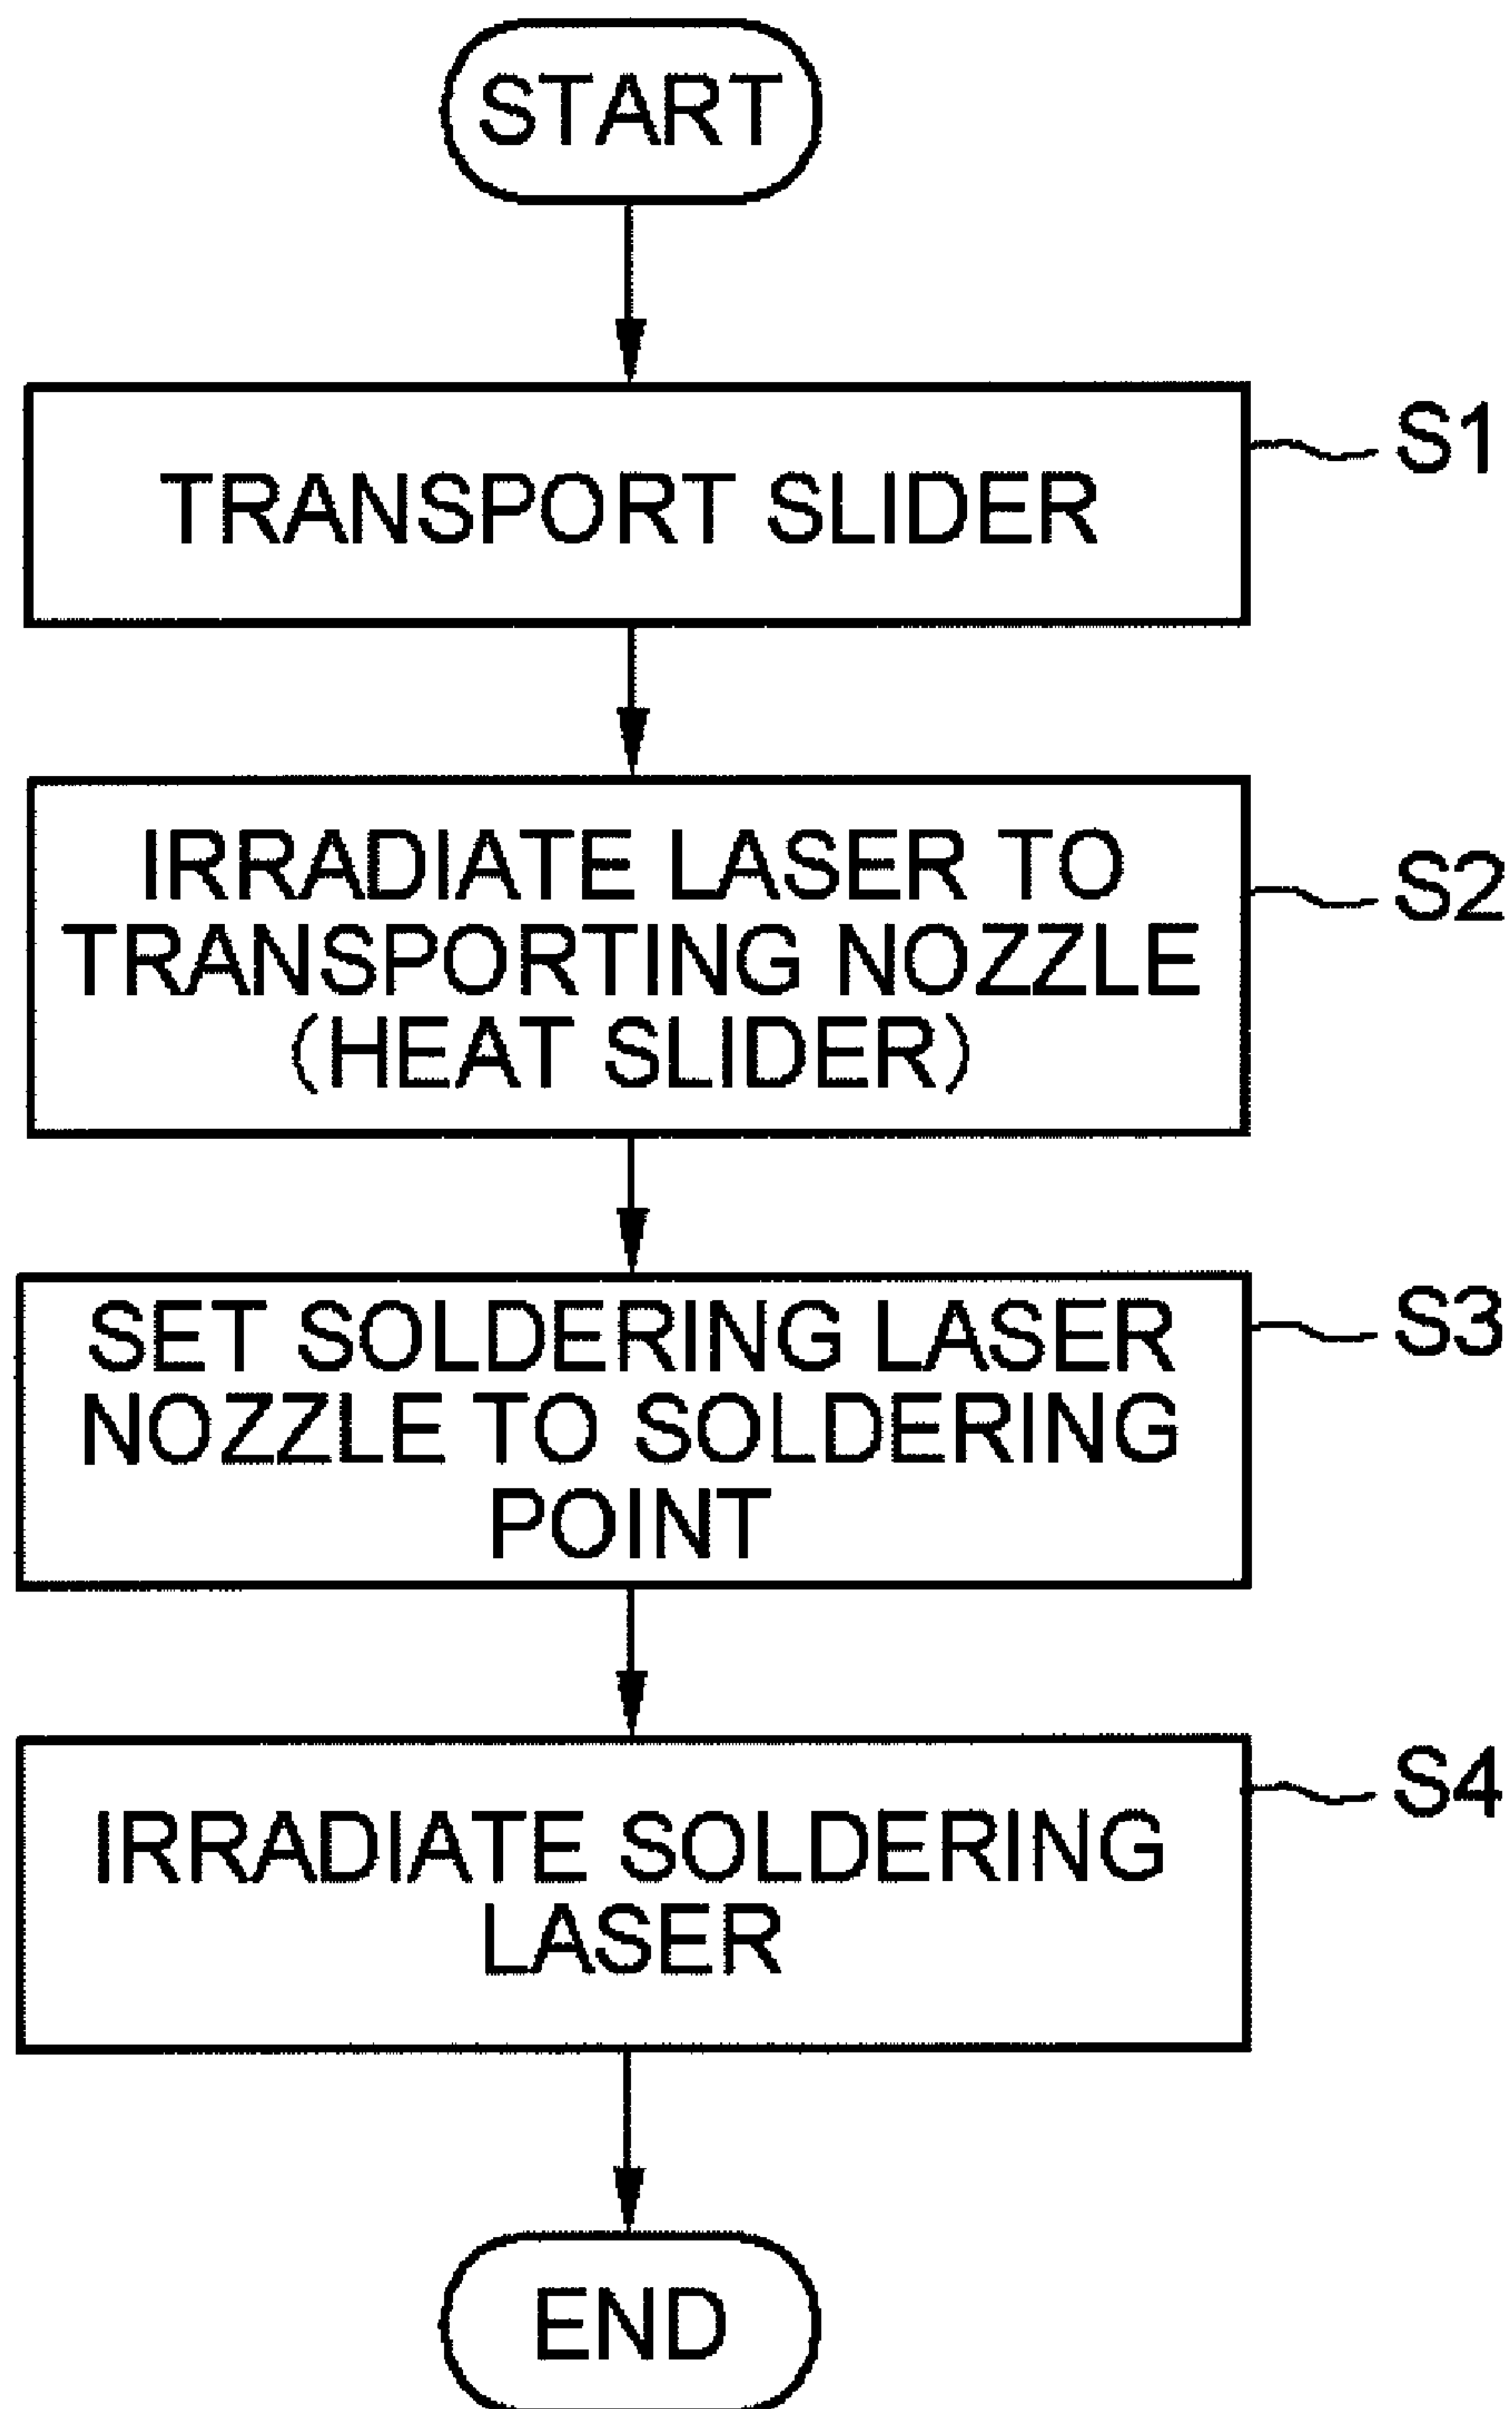 START
TRANSPORT SLIDER
S1
IRRADIATE LASER TO
TRANSPORTING NOZZLE
(HEAT SLIDER)
S2
SET SOLDERING LASER
NOZZLE TO SOLDERING
POINT
S3
IRRADIATE SOLDERING
LASER
S4
END